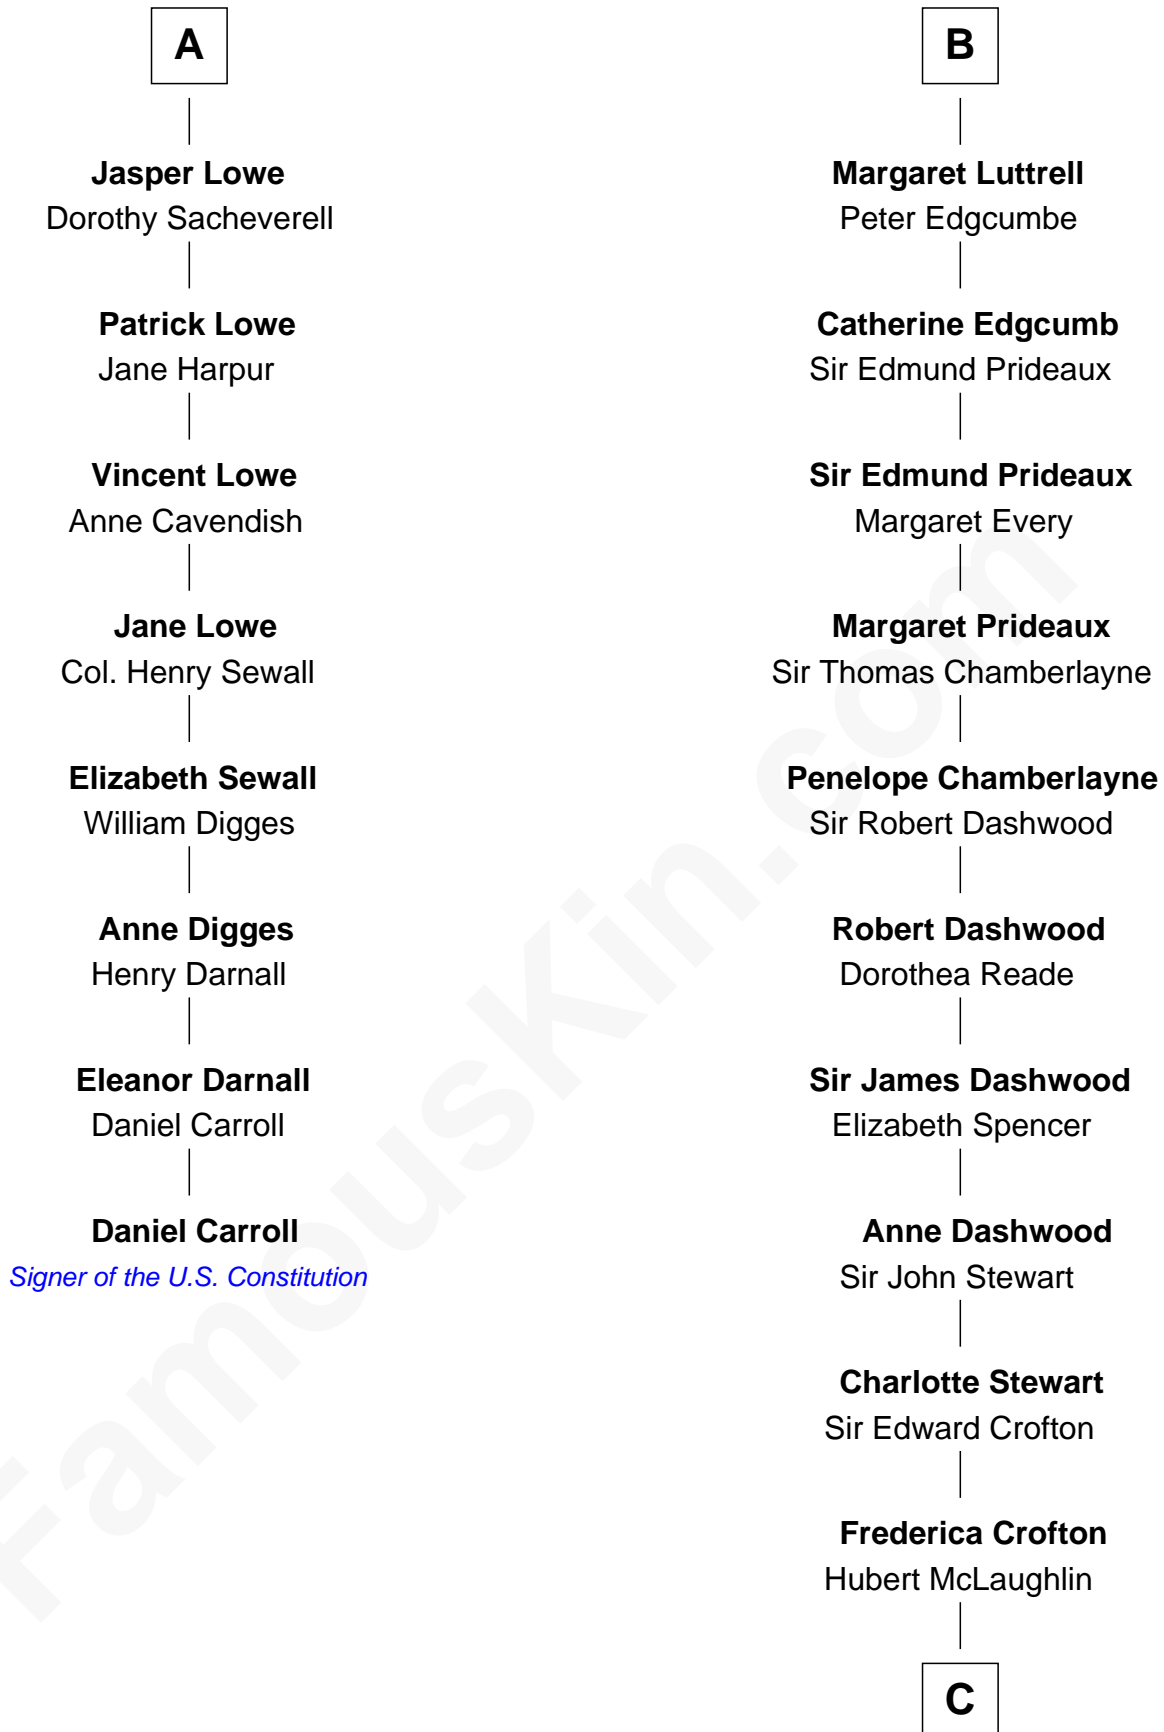 A
Jasper Lowe
Dorothy Sacheverell
Patrick Lowe
Jane Harpur
Vincent Lowe
Anne Cavendish
Jane Lowe
Col. Henry Sewall
Elizabeth Sewall
William Digges
Anne Digges
Henry Darnall
Eleanor Darnall
Daniel Carroll
Daniel Carroll
Signer of the U.S. Constitution
B
Margaret Luttrell
Peter Edgcumbe
Catherine Edgcumb
Sir Edmund Prideaux
Sir Edmund Prideaux
Margaret Every
Margaret Prideaux
Sir Thomas Chamberlayne
Penelope Chamberlayne
Sir Robert Dashwood
Robert Dashwood
Dorothea Reade
Sir James Dashwood
Elizabeth Spencer
Anne Dashwood
Sir John Stewart
Charlotte Stewart
Sir Edward Crofton
Frederica Crofton
Hubert McLaughlin
C
FamousKin.com